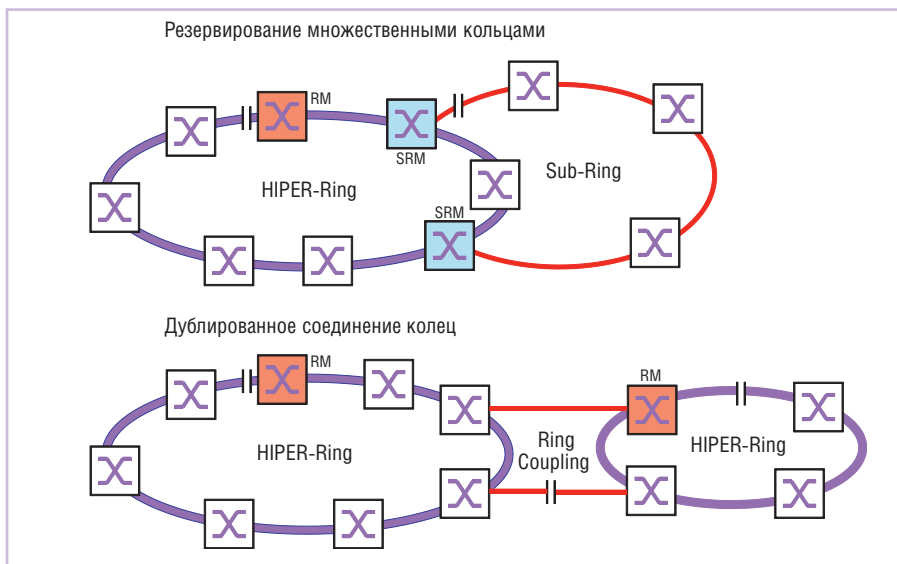 Резервирование множественными кольцами
RM
SRM
HIPER-Ring
Sub-Ring
SRM
Дублированное соединение колец
RM
RM
HIPER-Ring
Ring
Coupling
HIPER-Ring